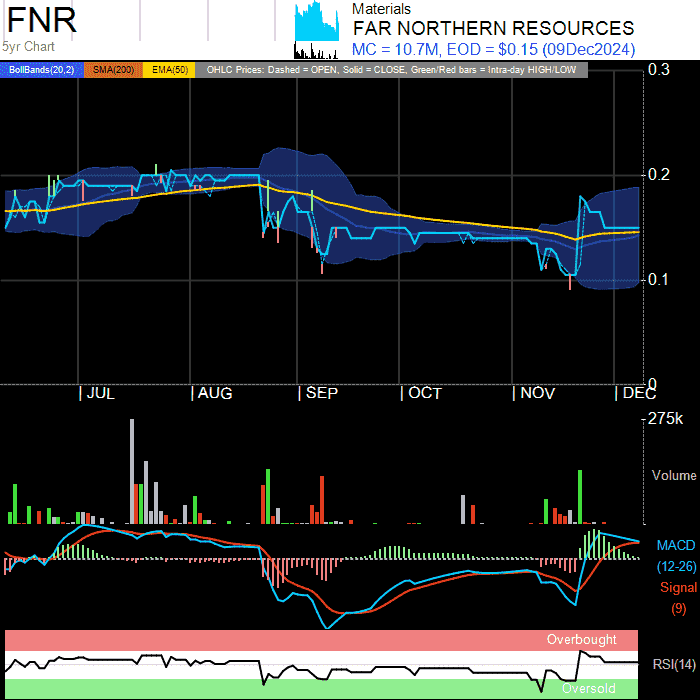 FNR
5yr Chart
Materials
FAR NORTHERN RESOURCES
MC = 10.7M, EOD = $0.15 (09Dec2024)
BollBands(20,2) SMA(200) EMA(50) OHLC Prices: Dashed = OPEN, Solid = CLOSE, Green/Red bars = Intra-day HIGH/LOW
0.3
0.2
0.1
0
JUL AUG SEP OCT NOV DEC
275k
Volume
MACD
(12-26)
Signal
(9)
Overbought
RSI(14)
Oversold